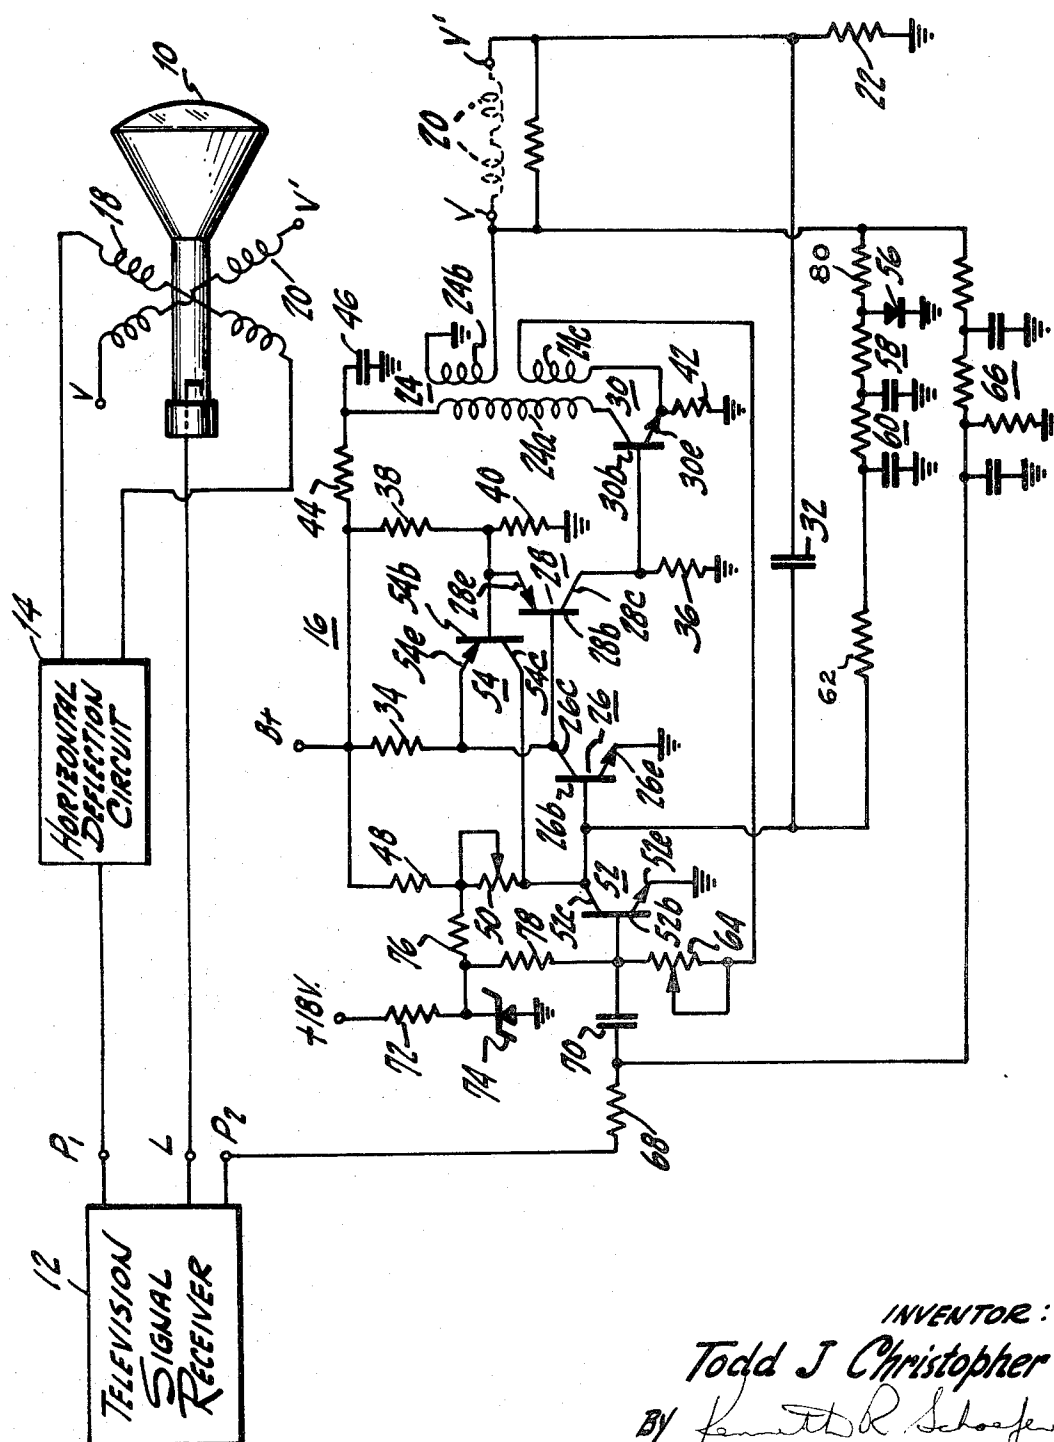 10
18
V
20
V'
14
HORIZONTAL
DEFLECTION
CIRCUIT
16
B+
44
46
24
24b
24a
24c
V
20
V'
22
38
40
34
54b
54e
54
54c
28e
28
28b
28c
30
30b
30e
42
36
26c
26
26b
26e
48
50
76
78
52c
52
52e
52b
64
+18V.
72
74
70
68
32
80
56
58
60
62
66
P1
L
P2
12
TELEVISION
SIGNAL
RECEIVER
INVENTOR:
Todd J Christopher
BY Kenneth R Schaefer